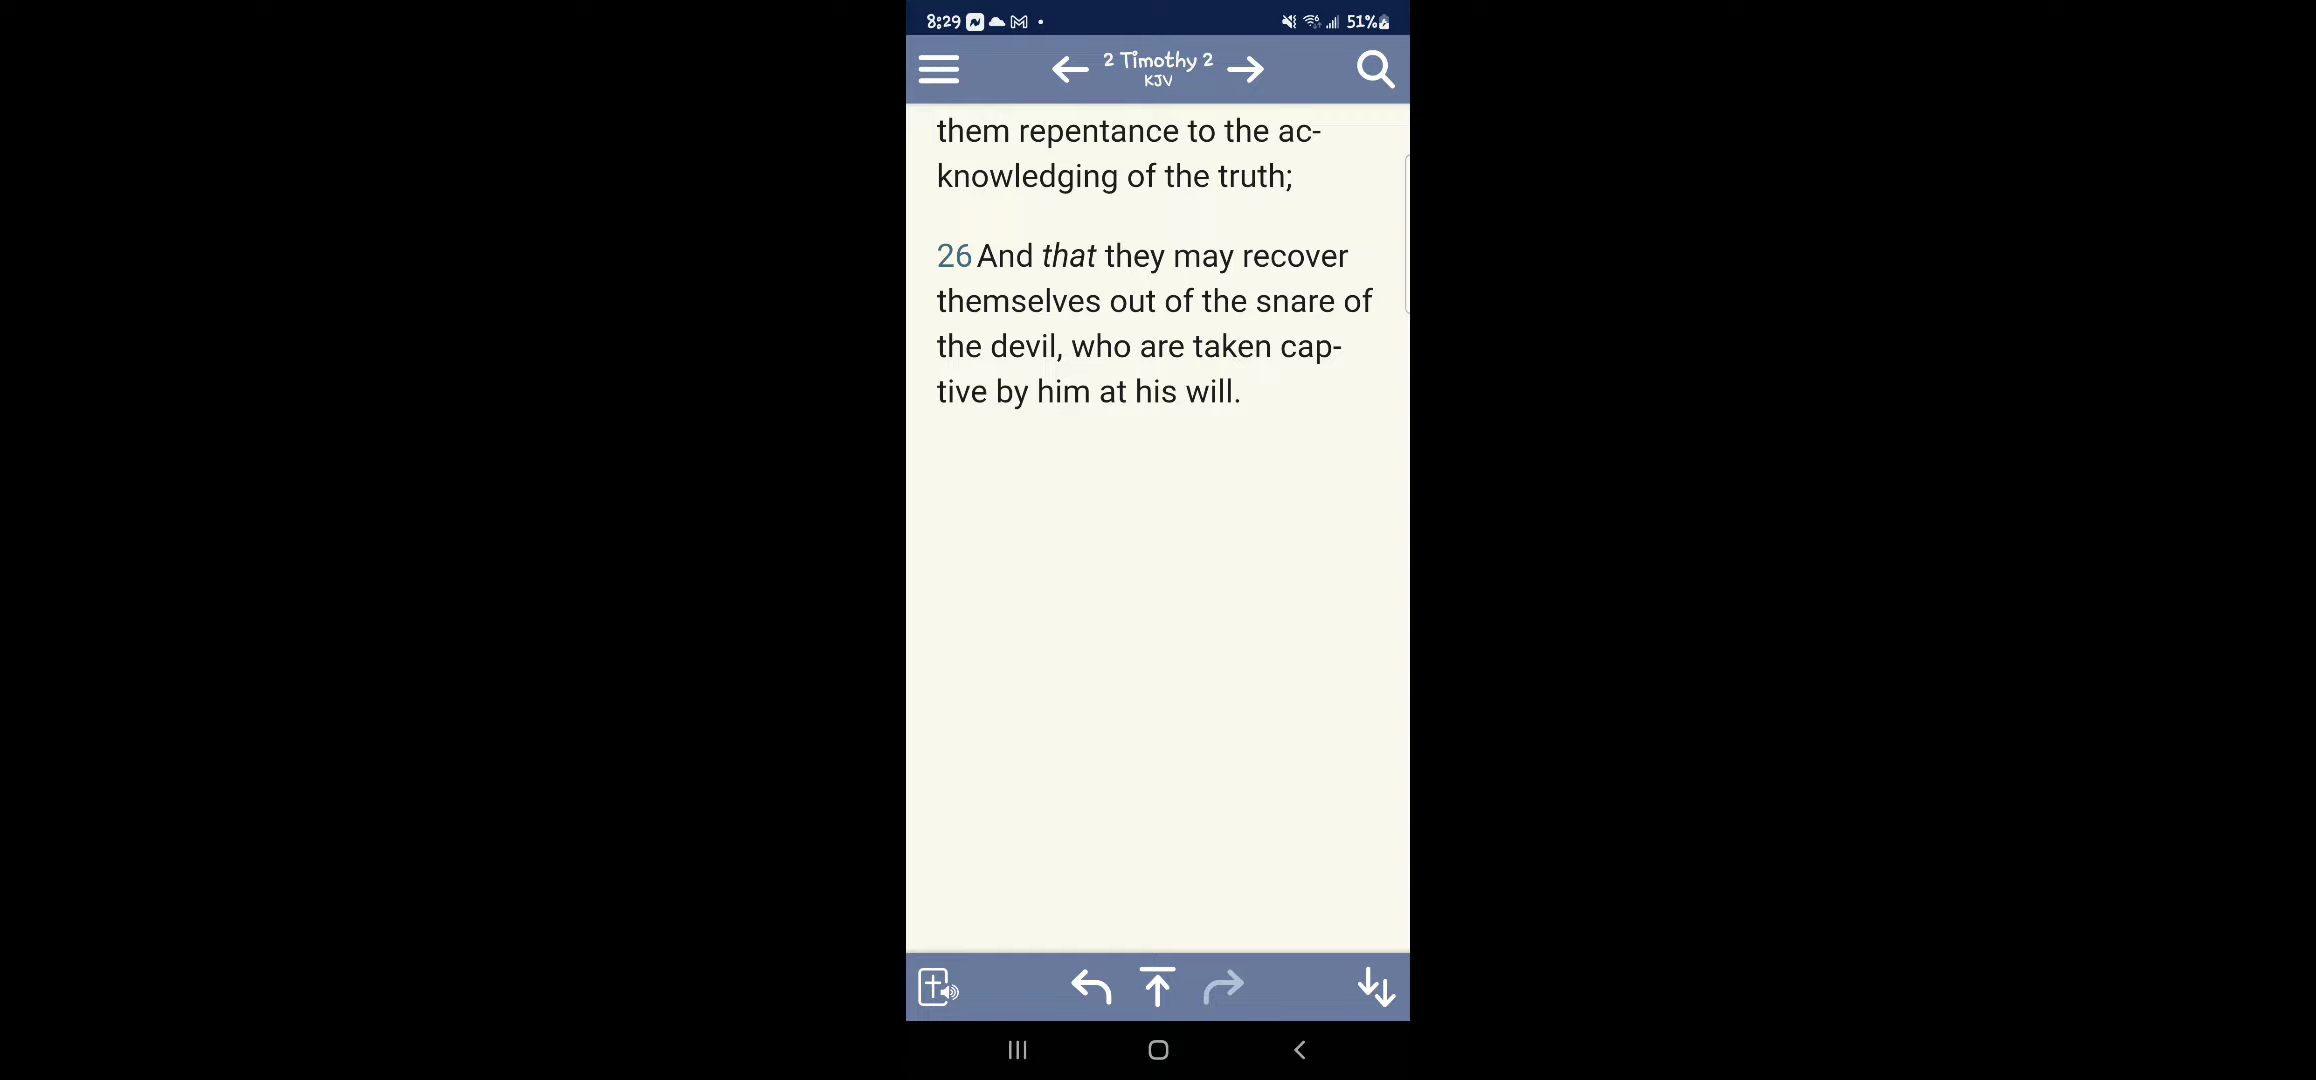 8:29
51%
2 Timothy 2
KJV
them repentance to the ac-
knowledging of the truth;
26 And that they may recover
themselves out of the snare of
the devil, who are taken cap-
tive by him at his will.